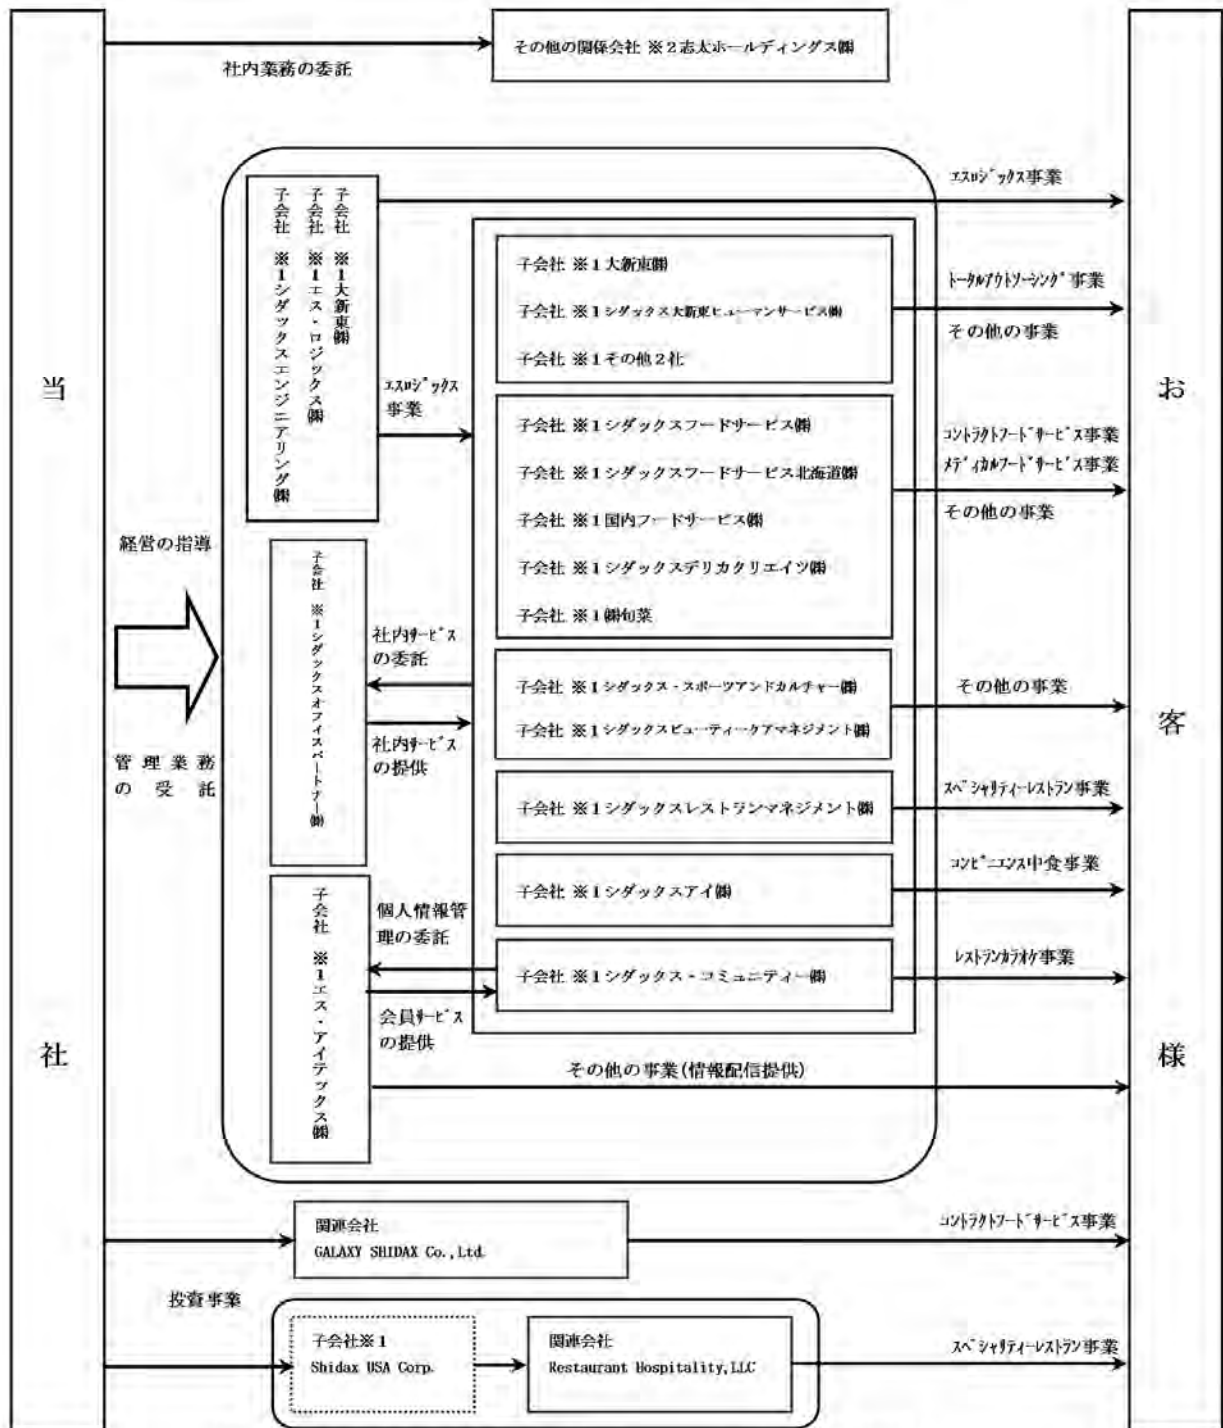 当社
お客様
その他の関係会社 ※2志太ホールディングス㈱
社内業務の委託
子会社 ※1大新東㈱
子会社 ※1エス・ロジックス㈱
子会社 ※1シダックスエンジニアリング㈱
エスロジックス事業
エスロジックス
事業
子会社 ※1大新東㈱
子会社 ※1シダックス大新東ヒューマンサービス㈱
子会社 ※1その他2社
トータルアウトソーシング事業
その他の事業
子会社 ※1シダックスフードサービス㈱
子会社 ※1シダックスフードサービス北海道㈱
子会社 ※1国内フードサービス㈱
子会社 ※1シダックスデリカクリエイツ㈱
子会社 ※1㈱旬菜
コントラクトフードサービス事業
メディカルフードサービス事業
その他の事業
経営の指導
管理業務
の受託
子会社 ※1シダックスオフィスパートナー㈱
社内サービス
の委託
社内サービス
の提供
子会社 ※1シダックス・スポーツアンドカルチャー㈱
子会社 ※1シダックスビューティーケアマネジメント㈱
その他の事業
子会社 ※1シダックスレストランマネジメント㈱
スペシャリティーレストラン事業
子会社 ※1シダックスアイ㈱
コンビニエンス中食事業
子会社 ※1エス・アイテックス㈱
個人情報管
理の委託
会員サービス
の提供
子会社 ※1シダックス・コミュニティー㈱
レストランカラオケ事業
その他の事業(情報配信提供)
関連会社
GALAXY SHIDAX Co.,Ltd.
コントラクトフードサービス事業
投資事業
子会社※1
Shidax USA Corp.
関連会社
Restaurant Hospitality,LLC
スペシャリティーレストラン事業